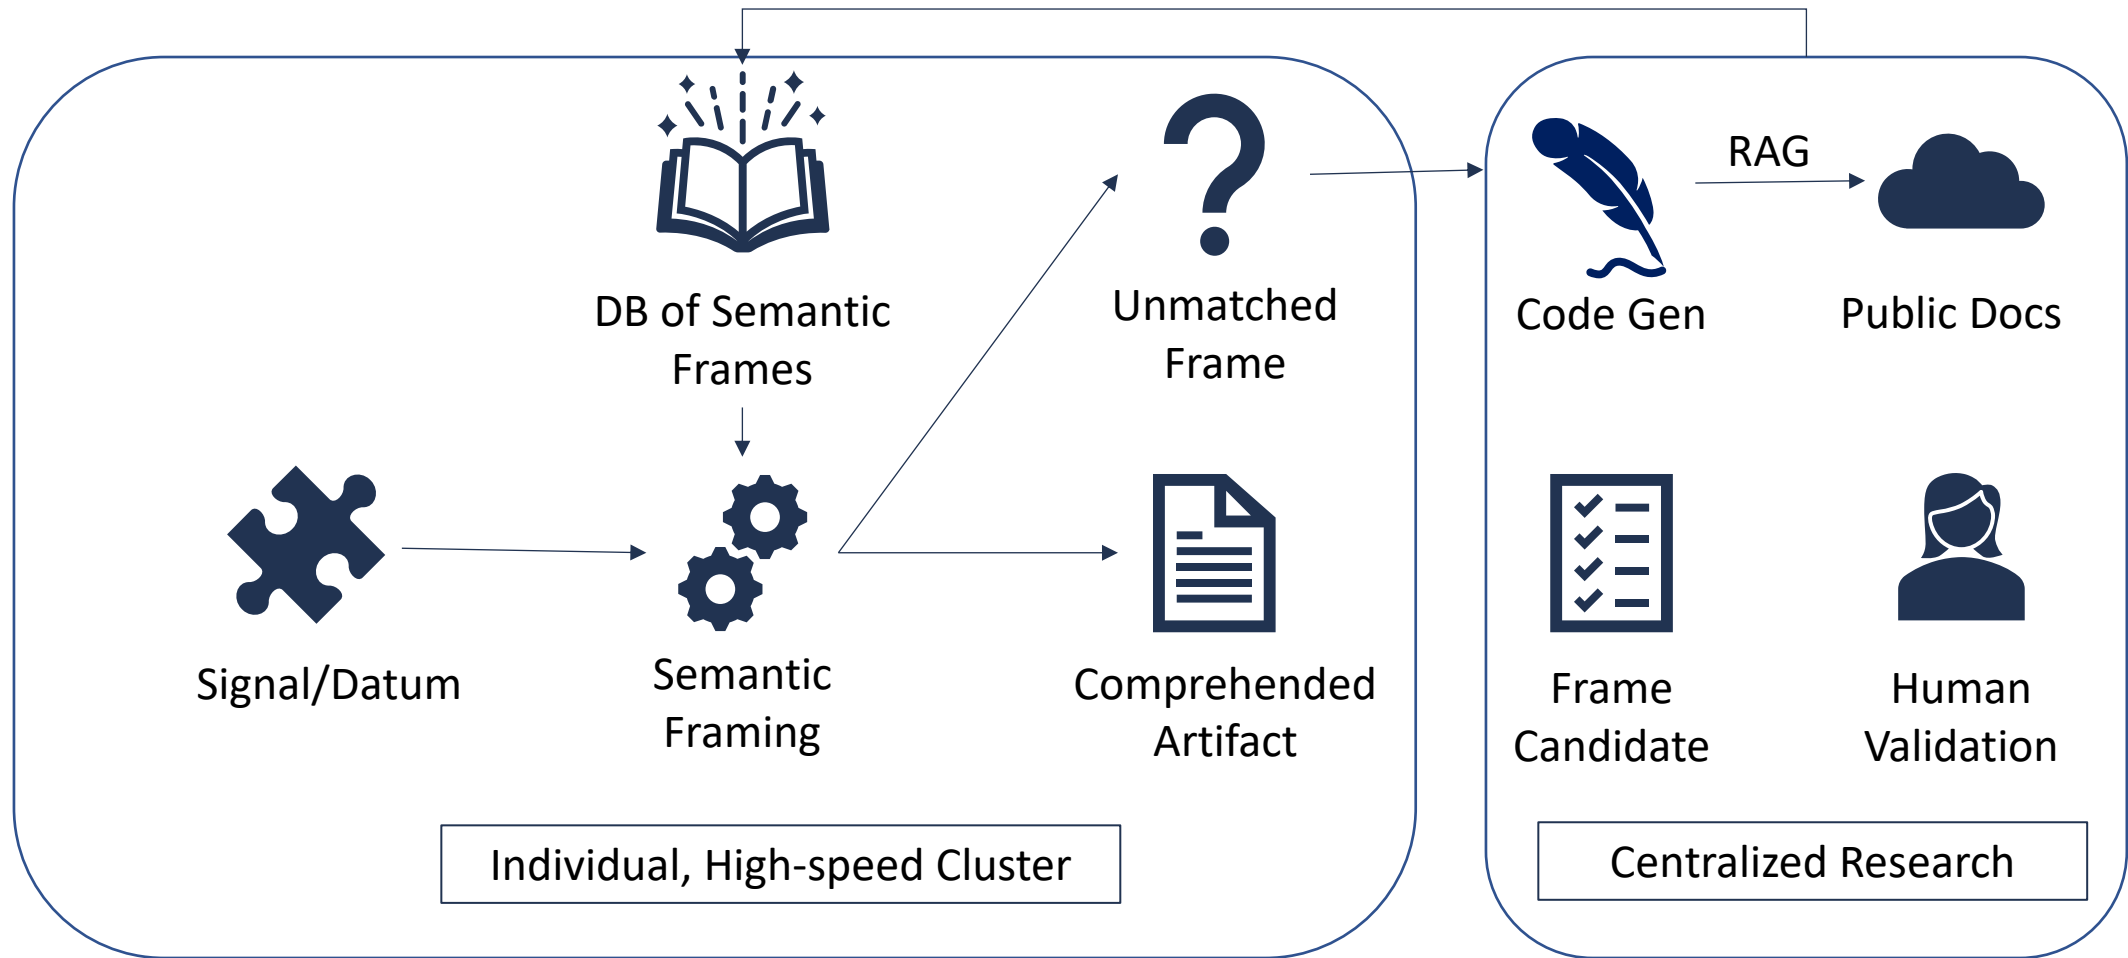 RAG
DB of Semantic
Frames
Unmatched
Frame
Code Gen
Public Docs
Signal/Datum
Semantic
Framing
Comprehended
Artifact
Frame
Candidate
Human
Validation
Individual, High-speed Cluster
Centralized Research